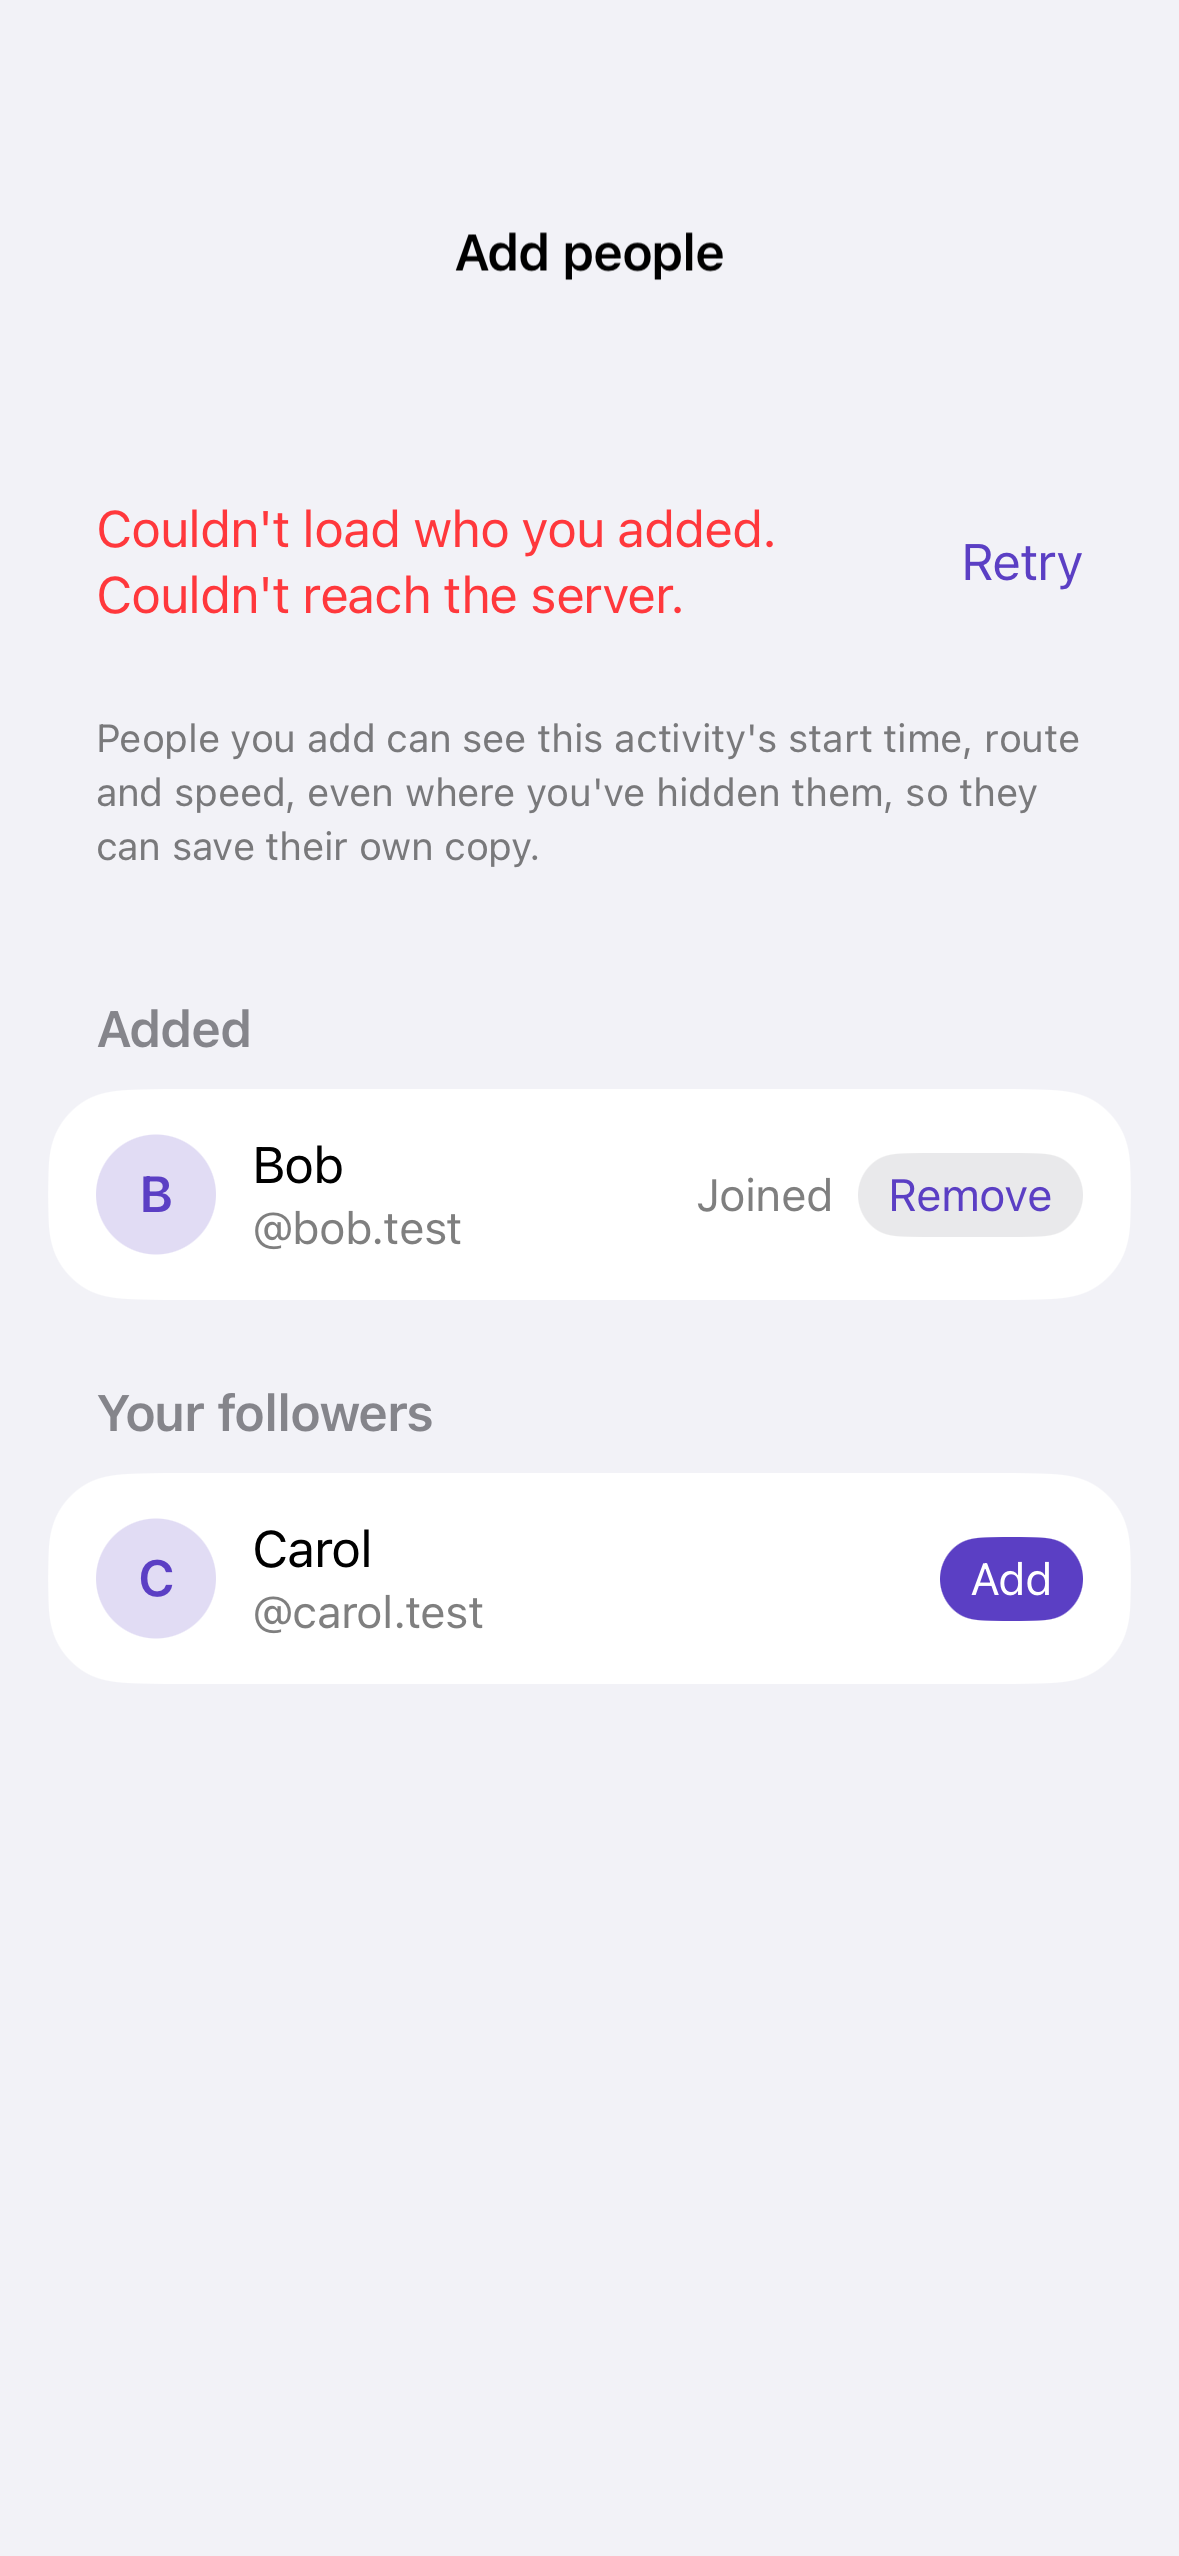 Add people
Couldn't load who you added.
Couldn't reach the server.
Retry
People you add can see this activity's start time, route
and speed, even where you've hidden them, so they
can save their own copy.
Added
B
Bob
@bob.test
Joined
Remove
Your followers
C
Carol
@carol.test
Add